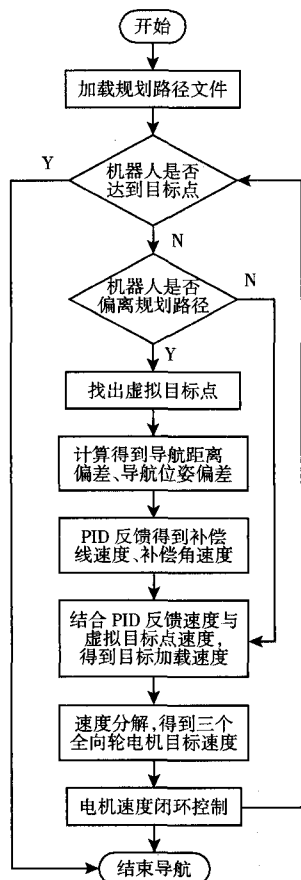 开始
加载规划路径文件
Y
机器人是否
达到目标点
N
机器人是否
偏离规划路径
N
Y
找出虚拟目标点
计算得到导航距离
偏差、导航位姿偏差
PID 反馈得到补偿
线速度、补偿角速度
结合 PID 反馈速度与
虚拟目标点速度,
得到目标加载速度
速度分解,得到三个
全向轮电机目标速度
电机速度闭环控制
结束导航